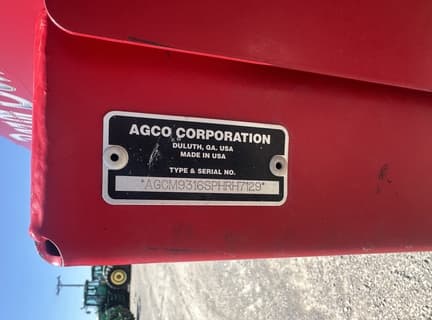 AGCO CORPORATION
DULUTH, GA. USA
MADE IN USA
TYPE & SERIAL NO.
*AGCM9316SPHRH7129*